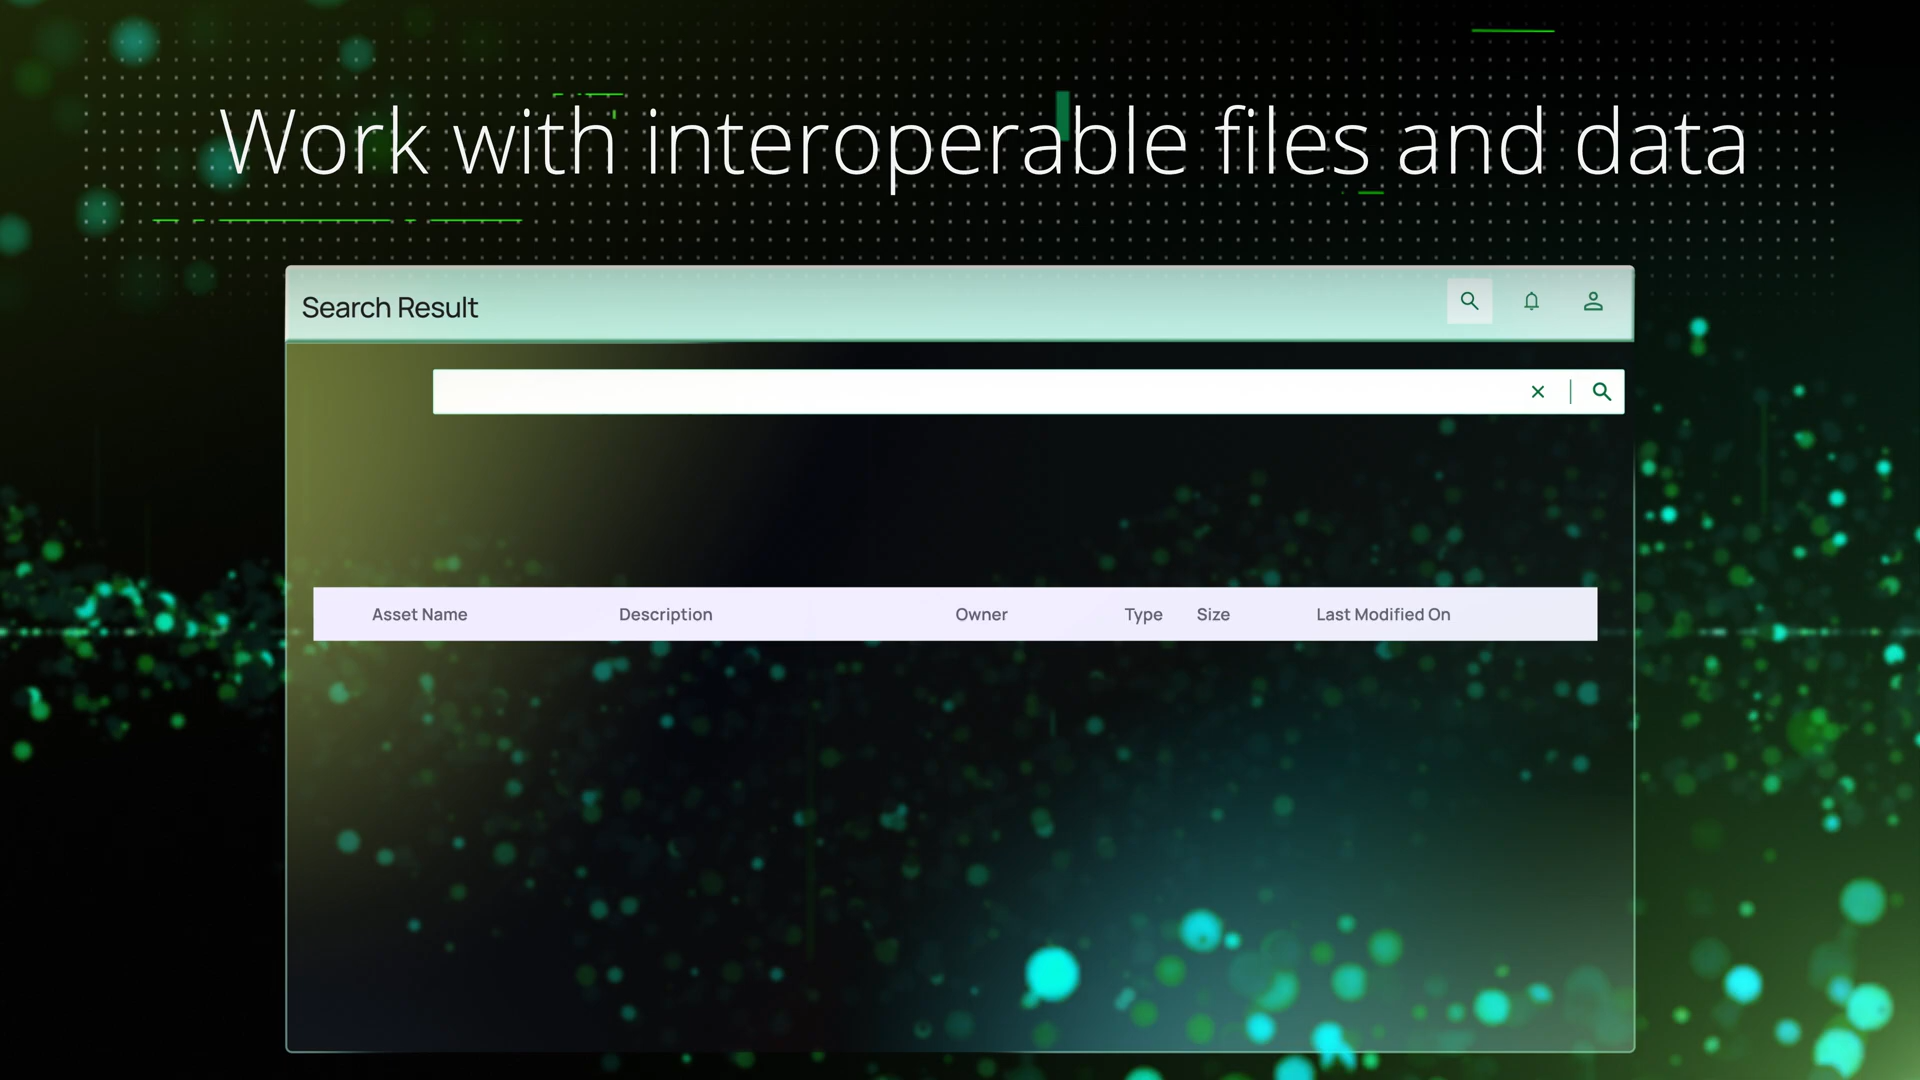 Work with interoperable files and data
Search Result
Asset Name Description Owner Type Size Last Modified On